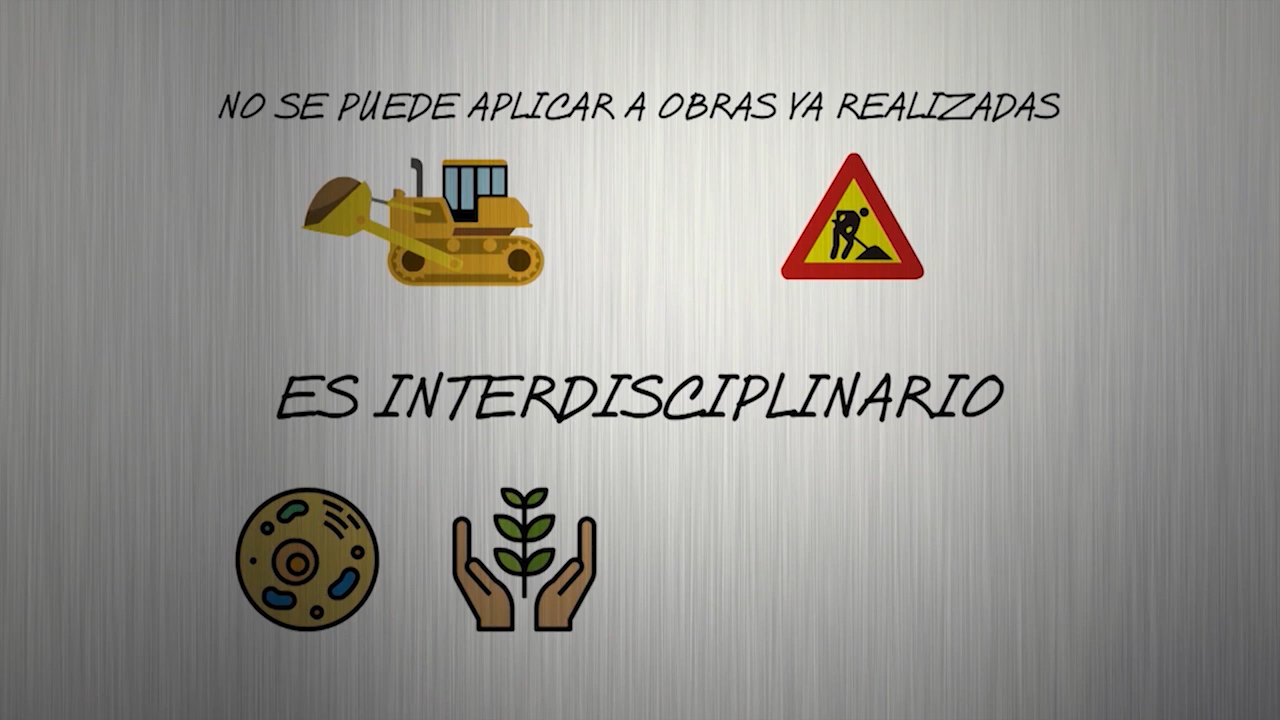 NO SE PUEDE APLICAR A OBRAS YA REALIZADAS
ES INTERDISCIPLINARIO